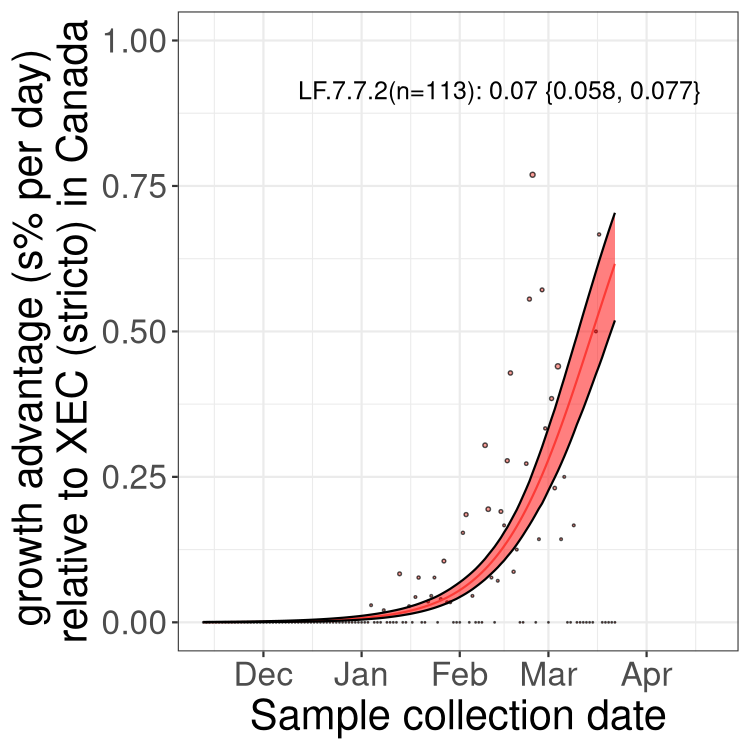 growth advantage (s% per day)
relative to XEC (stricto) in Canada
1.00
0.75
0.50
0.25
0.00
LF.7.7.2(n=113): 0.07 {0.058, 0.077}
Dec Jan Feb Mar Apr
Sample collection date